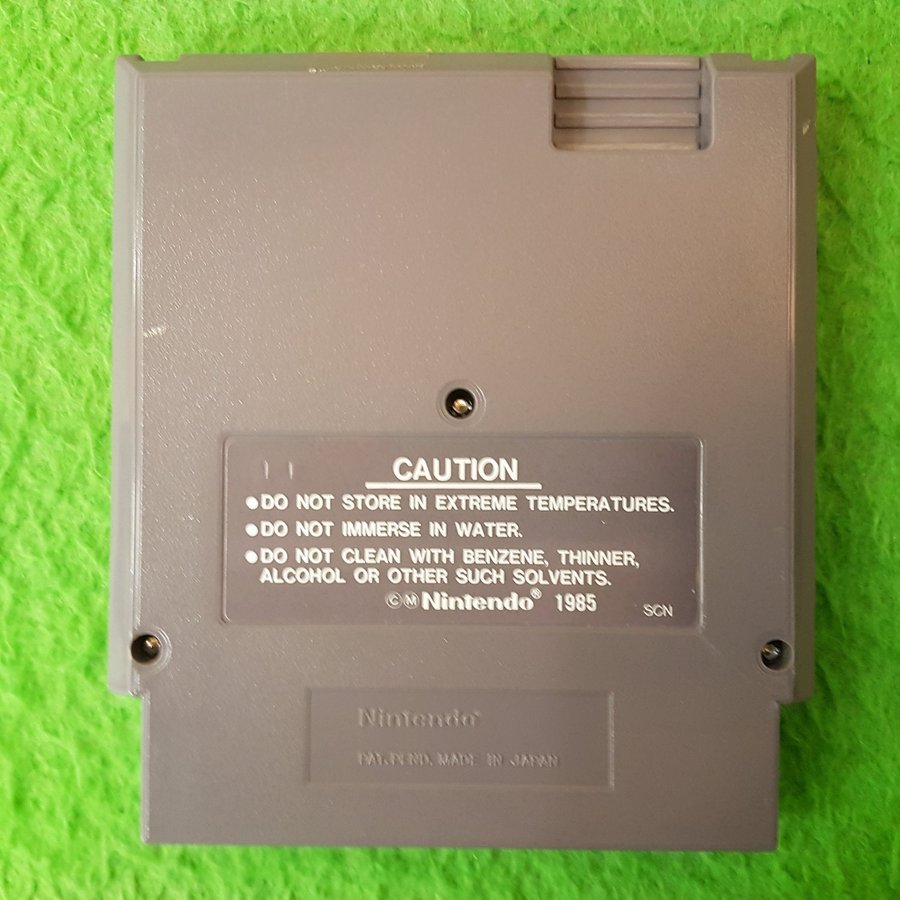 CAUTION
●DO NOT STORE IN EXTREME TEMPERATURES.
●DO NOT IMMERSE IN WATER.
●DO NOT CLEAN WITH BENZENE, THINNER,
ALCOHOL OR OTHER SUCH SOLVENTS.
©Ⓜ Nintendo® 1985
SCN
Nintendo®
PAT.PEND. MADE IN JAPAN